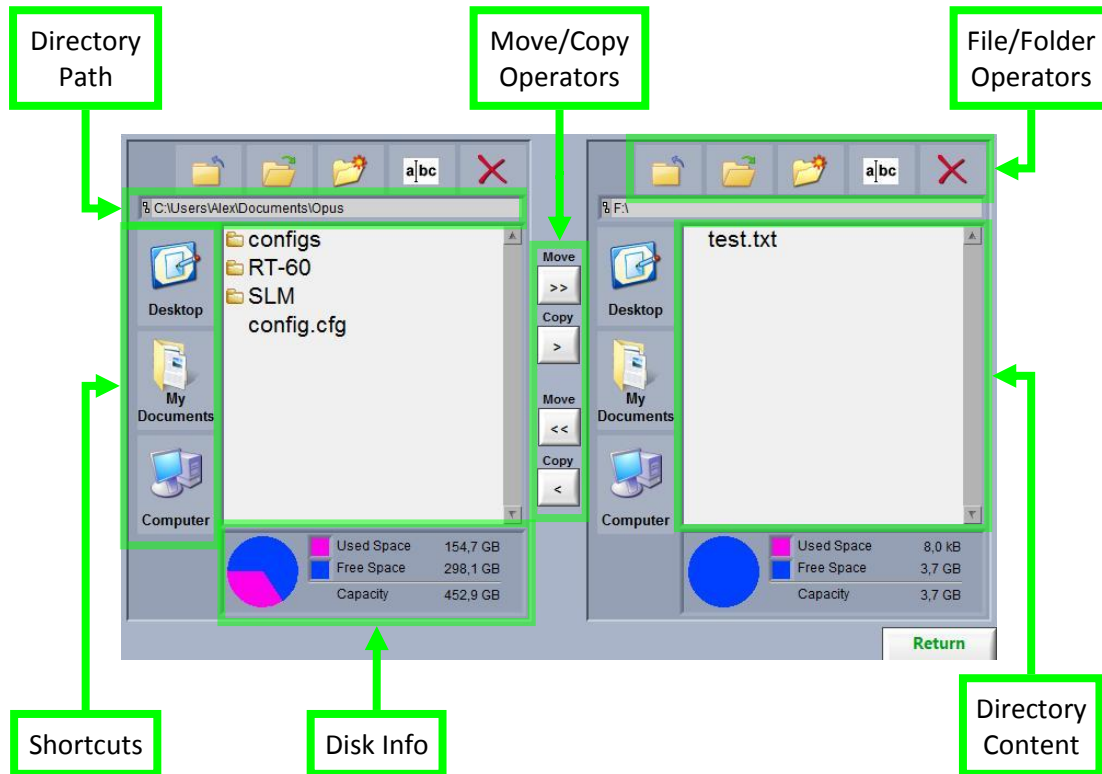 Directory
Path
Move/Copy
Operators
File/Folder
Operators
a bc
C:\Users\Alex\Documents\Opus
configs
RT-60
SLM
config.cfg
Desktop
My
Documents
Computer
Used Space 154,7 GB
Free Space 298,1 GB
Capacity 452,9 GB
Move
>>
Copy
>
Move
<<
Copy
<
a bc
F:\
test.txt
Desktop
My
Documents
Computer
Used Space 8,0 kB
Free Space 3,7 GB
Capacity 3,7 GB
Return
Shortcuts
Disk Info
Directory
Content